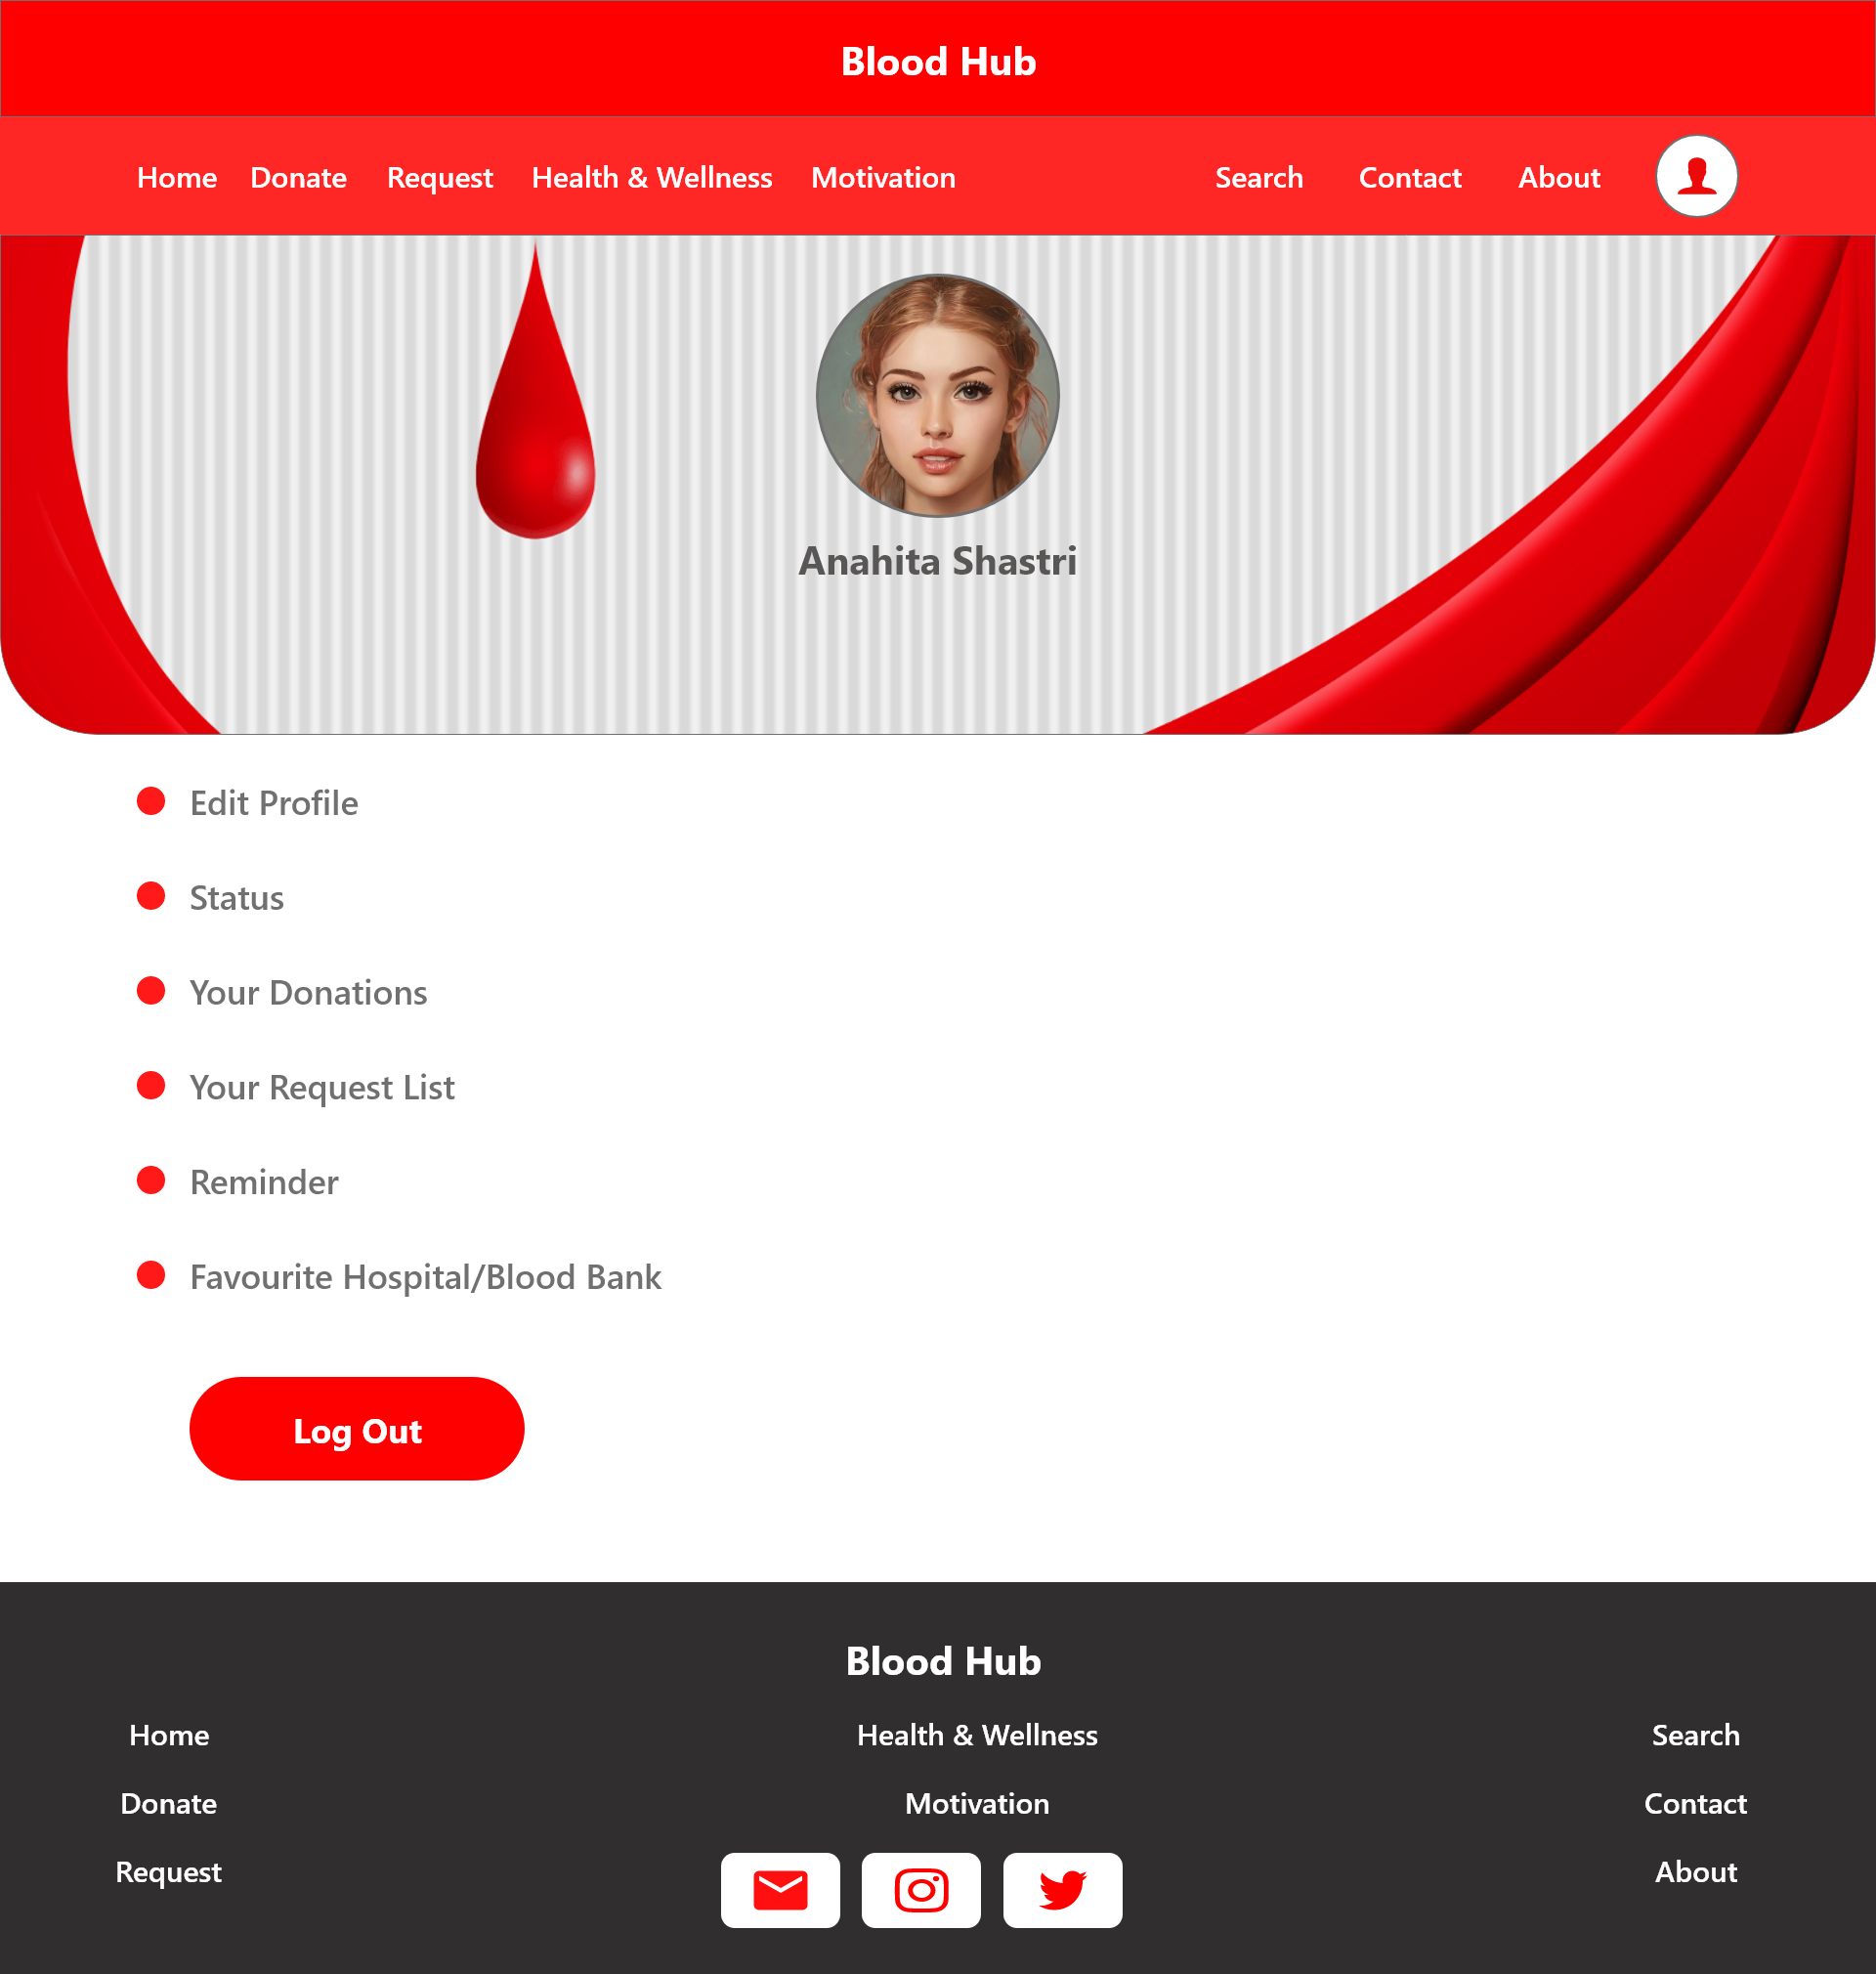 Blood Hub
Home Donate Request Health & Wellness Motivation Search Contact About
Anahita Shastri
Edit Profile
Status
Your Donations
Your Request List
Reminder
Favourite Hospital/Blood Bank
Log Out
Blood Hub
Home Health & Wellness Search
Donate Motivation Contact
Request About